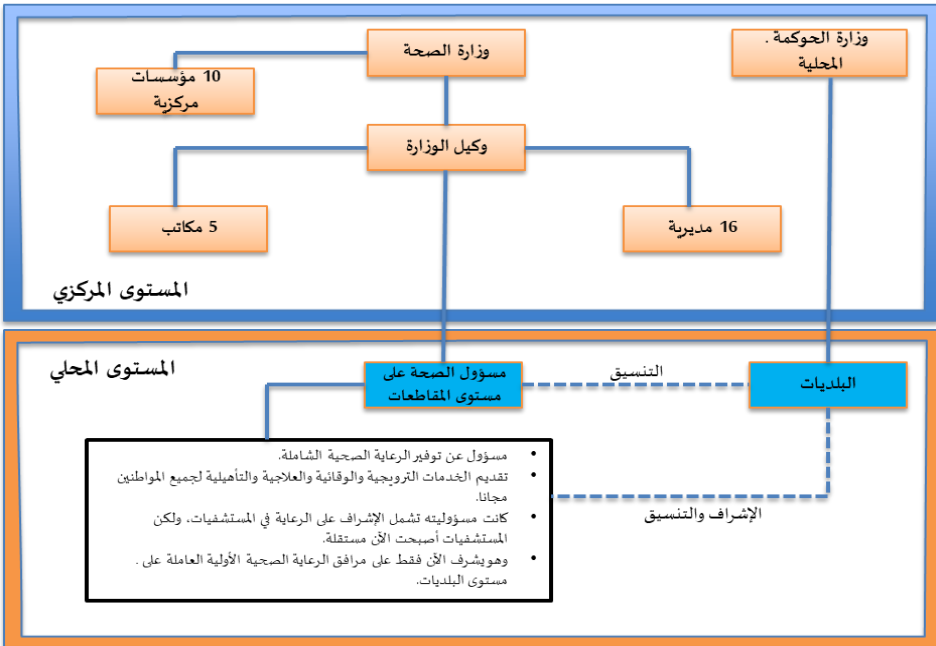 وزارة الحوكمة .
المحلية
وزارة الصحة
10 مؤسسات
مركزية
وكيل الوزارة
16 مديرية
5 مكاتب
المستوى المركزي
المستوى المحلي
البلديات
التنسيق
مسؤول الصحة على
مستوى المقاطعات
• مسؤول عن توفير الرعاية الصحية الشاملة.
• تقديم الخدمات الترويجية والوقائية والعلاجية والتأهيلية لجميع المواطنين
مجانا.
• كانت مسؤوليته تشمل الإشراف على الرعاية في المستشفيات، ولكن
المستشفيات أصبحت الآن مستقلة.
• وهويشرف الآن فقط على مرافق الرعاية الصحية الأولية العاملة على .
مستوى البلديات.
الإشراف والتنسيق